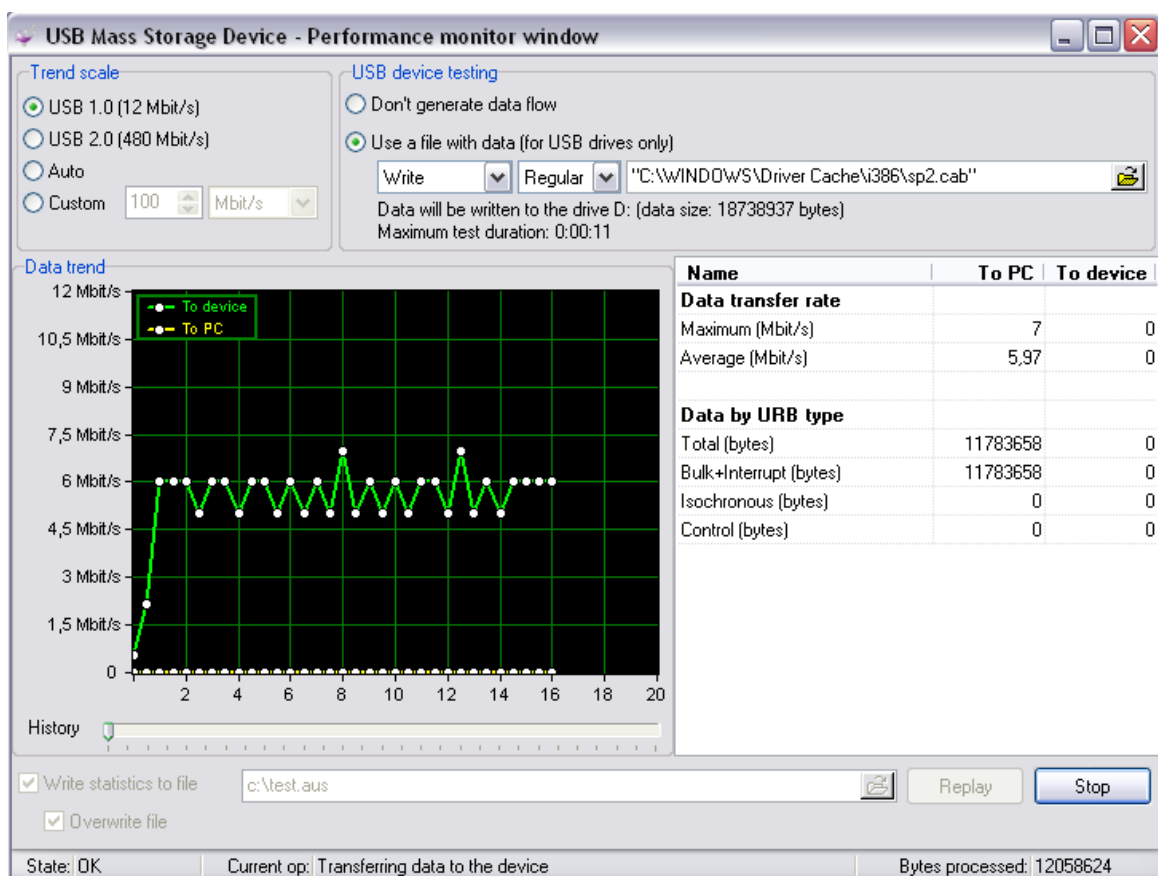 USB Mass Storage Device - Performance monitor window
Trend scale
USB 1.0 (12 Mbit/s)
USB 2.0 (480 Mbit/s)
Auto
Custom 100 Mbit/s
USB device testing
Don't generate data flow
Use a file with data (for USB drives only)
Write Regular "C:\WINDOWS\Driver Cache\i386\sp2.cab"
Data will be written to the drive D: (data size: 18738937 bytes)
Maximum test duration: 0:00:11
Data trend
12 Mbit/s
10,5 Mbit/s
9 Mbit/s
7,5 Mbit/s
6 Mbit/s
4,5 Mbit/s
3 Mbit/s
1,5 Mbit/s
0
To device
To PC
2 4 6 8 10 12 14 16 18 20
History
Name To PC To device
Data transfer rate
Maximum (Mbit/s) 7 0
Average (Mbit/s) 5,97 0
Data by URB type
Total (bytes) 11783658 0
Bulk+Interrupt (bytes) 11783658 0
Isochronous (bytes) 0 0
Control (bytes) 0 0
Write statistics to file c:\test.aus Replay Stop
Overwrite file
State: OK Current op: Transferring data to the device Bytes processed: 12058624